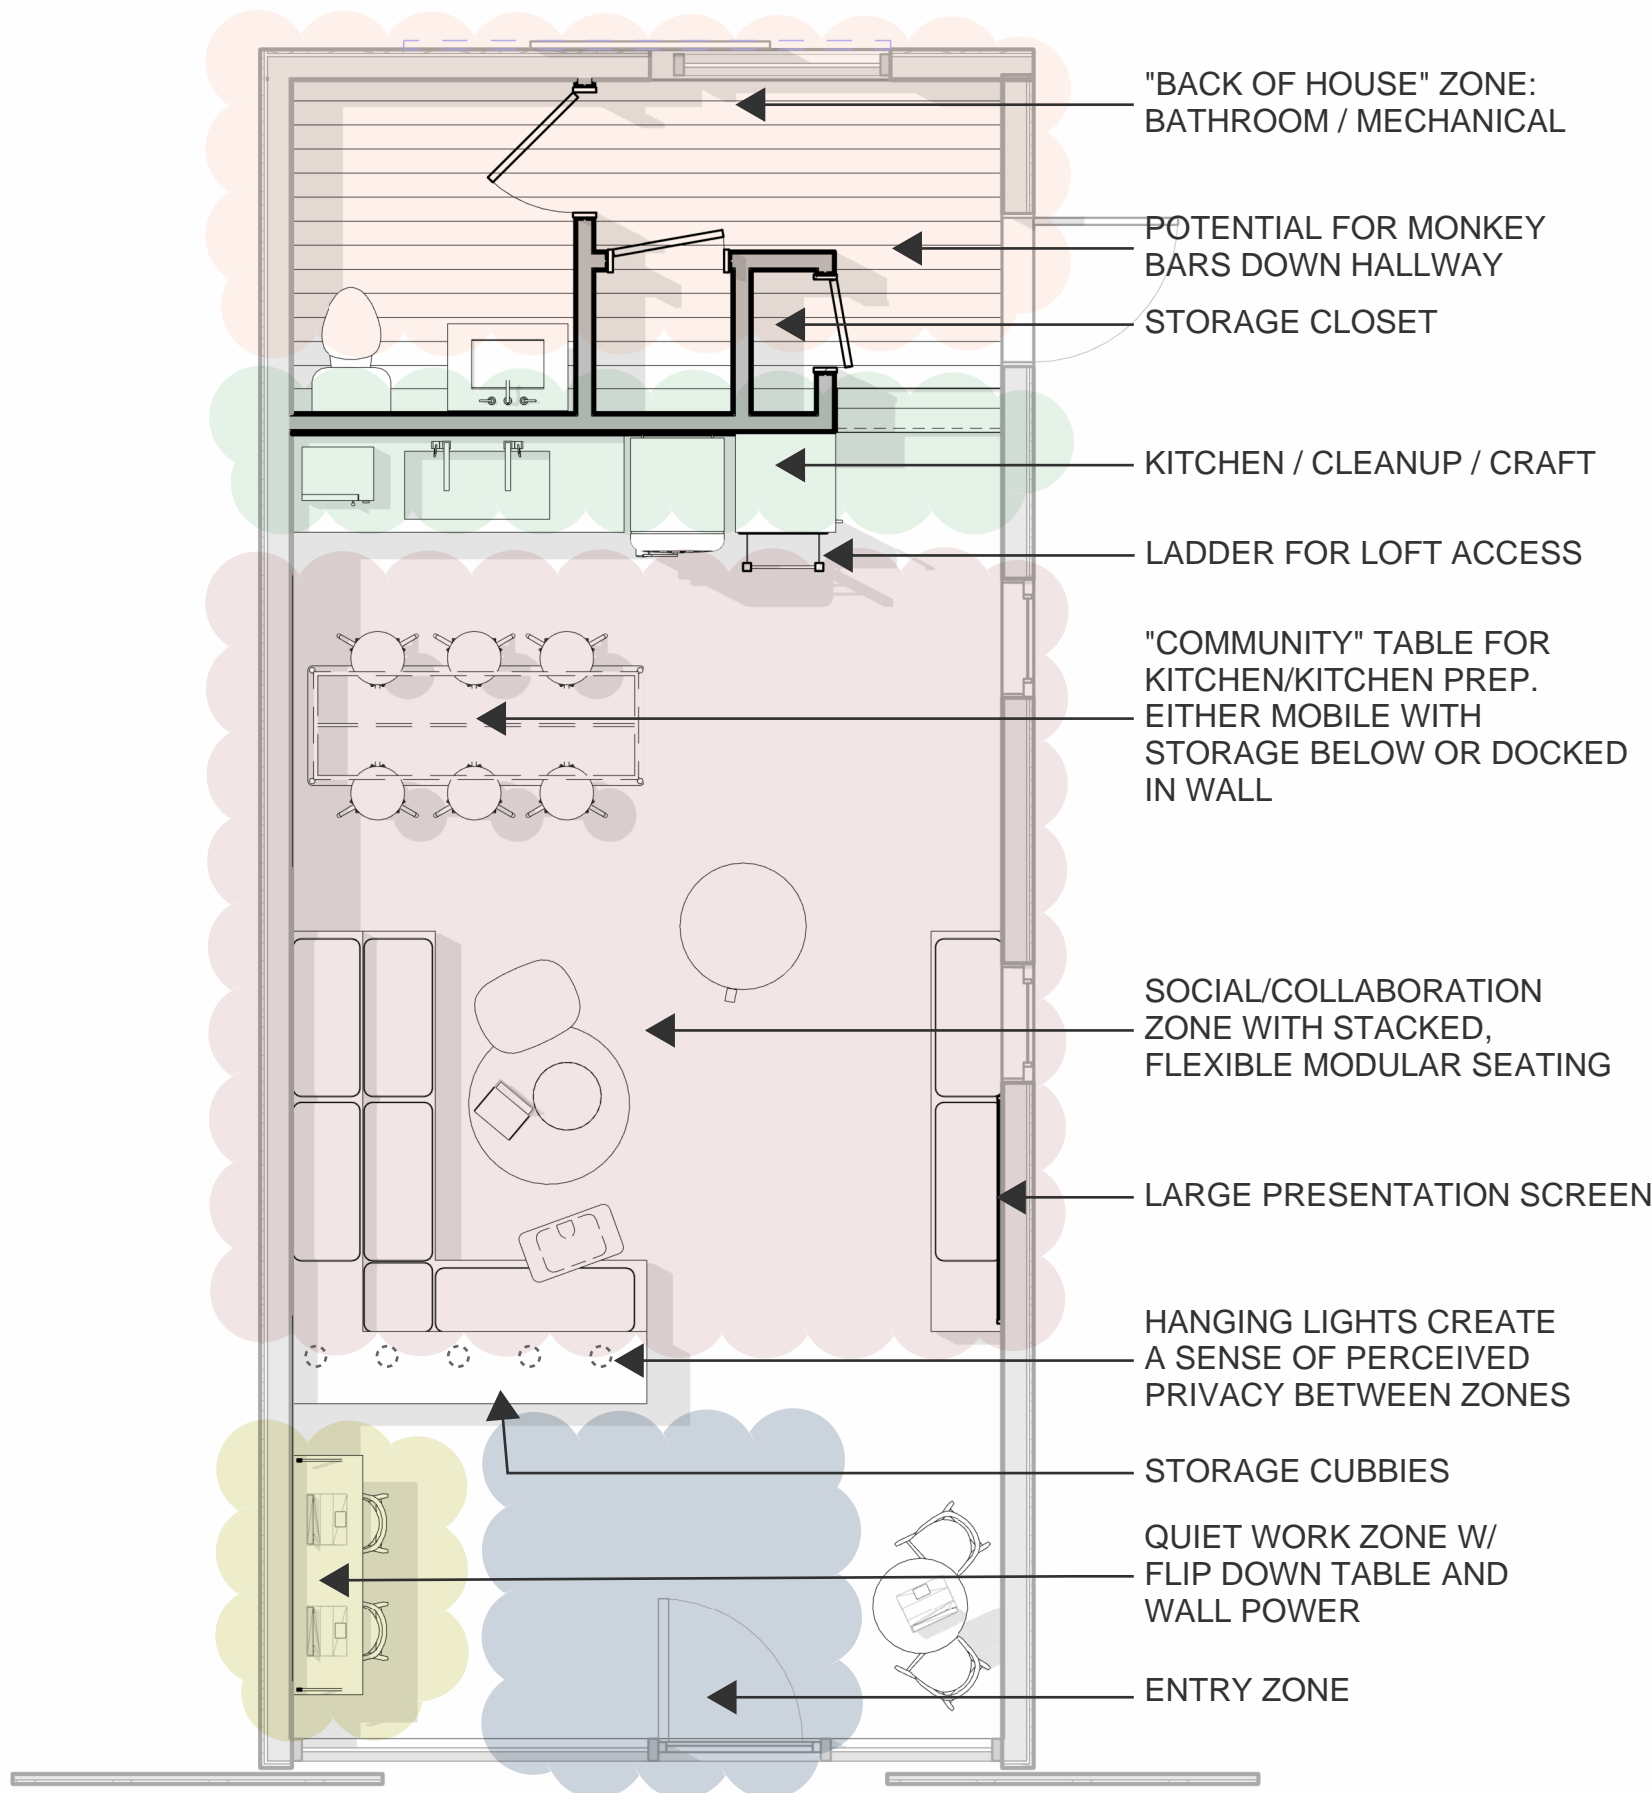 "BACK OF HOUSE" ZONE:
BATHROOM / MECHANICAL
POTENTIAL FOR MONKEY
BARS DOWN HALLWAY
STORAGE CLOSET
KITCHEN / CLEANUP / CRAFT
LADDER FOR LOFT ACCESS
"COMMUNITY" TABLE FOR
KITCHEN/KITCHEN PREP.
EITHER MOBILE WITH
STORAGE BELOW OR DOCKED
IN WALL
SOCIAL/COLLABORATION
ZONE WITH STACKED,
FLEXIBLE MODULAR SEATING
LARGE PRESENTATION SCREEN
HANGING LIGHTS CREATE
A SENSE OF PERCEIVED
PRIVACY BETWEEN ZONES
STORAGE CUBBIES
QUIET WORK ZONE W/
FLIP DOWN TABLE AND
WALL POWER
ENTRY ZONE